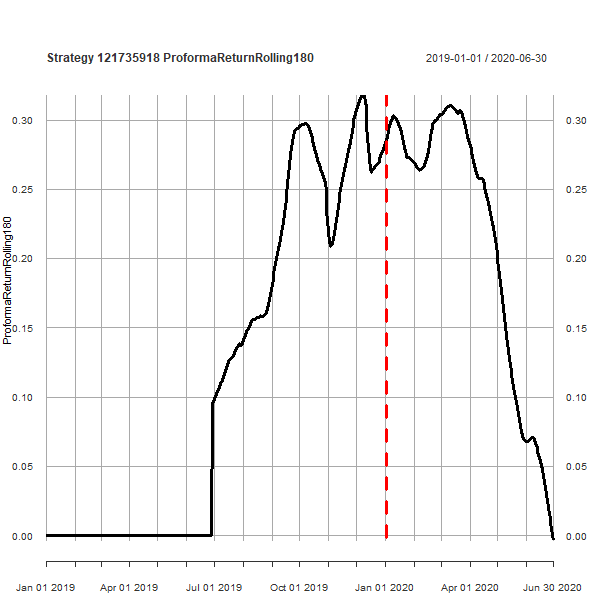 Strategy 121735918 ProformaReturnRolling180
2019-01-01 / 2020-06-30
ProformaReturnRolling180
0.30
0.25
0.20
0.15
0.10
0.05
0.00
0.30
0.25
0.20
0.15
0.10
0.05
0.00
Jan 01 2019
Apr 01 2019
Jul 01 2019
Oct 01 2019
Jan 01 2020
Apr 01 2020
Jun 30 2020